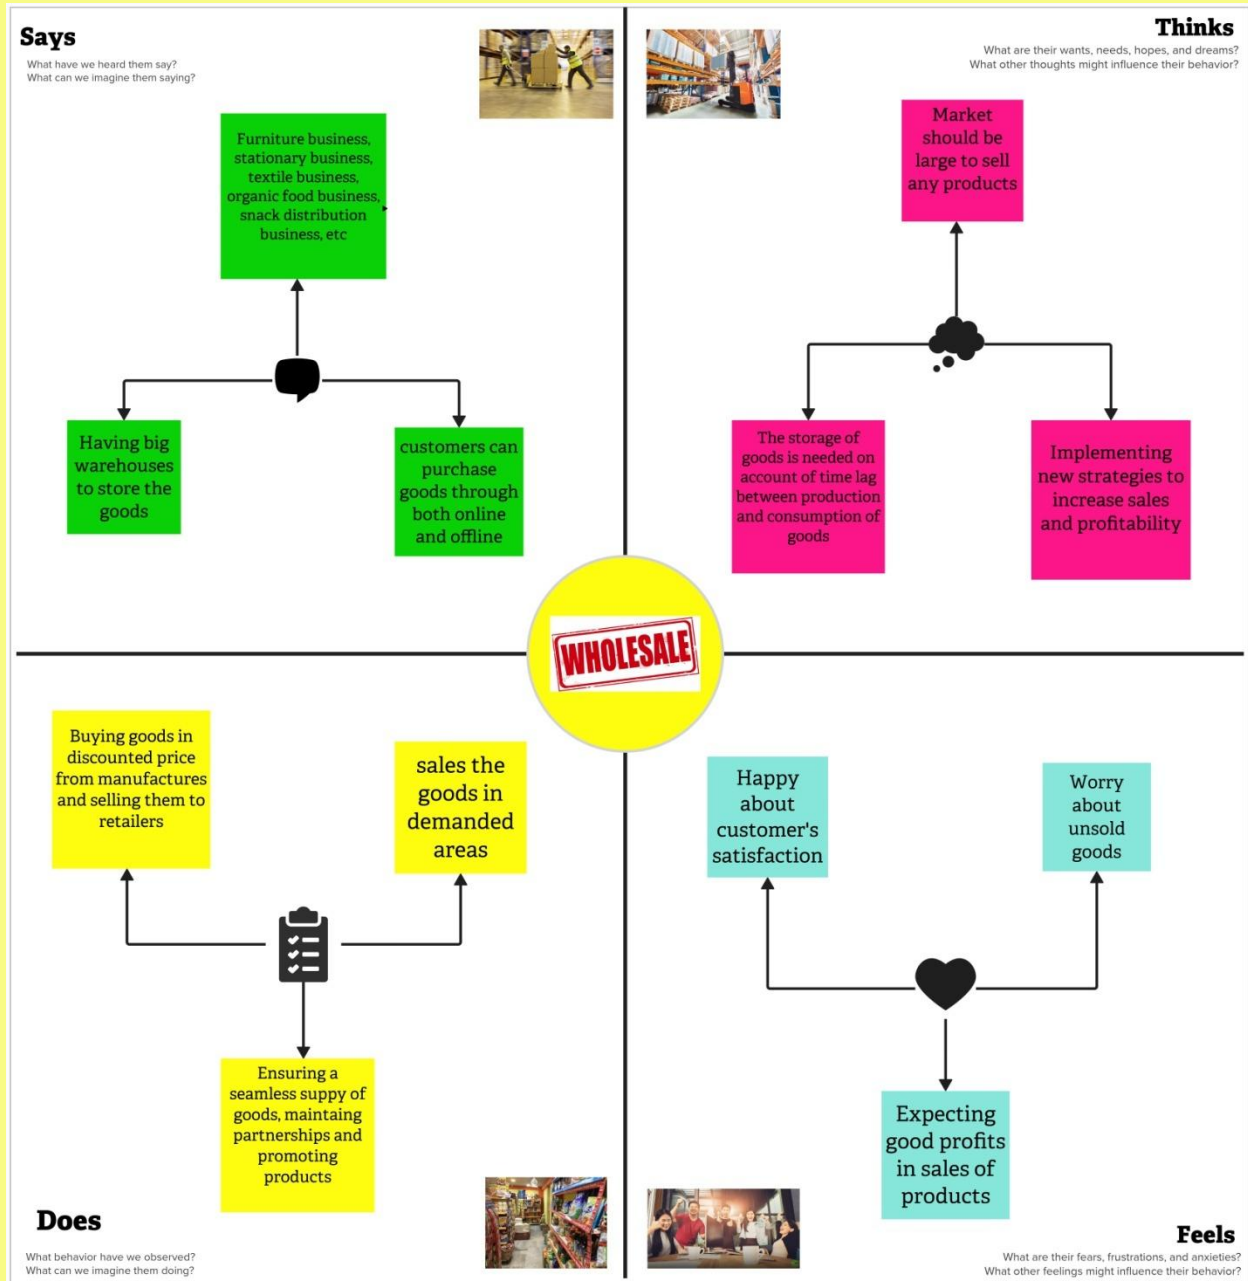 Says
What have we heard them say?
What can we imagine them saying?
Furniture business,
stationary business,
textile business,
organic food business,
snack distribution
business, etc
Having big
warehouses
to store the
goods
customers can
purchase
goods through
both online
and offline
Thinks
What are their wants, needs, hopes, and dreams?
What other thoughts might influence their behavior?
Market
should be
large to sell
any products
The storage of
goods is needed on
account of time lag
between production
and consumption of
goods
Implementing
new strategies to
increase sales
and profitability
WHOLESALE
Buying goods in
discounted price
from manufactures
and selling them to
retailers
sales the
goods in
demanded
areas
Ensuring a
seamless suppy of
goods, maintaing
partnerships and
promoting
products
Does
What behavior have we observed?
What can we imagine them doing?
Happy
about
customer's
satisfaction
Worry
about
unsold
goods
Expecting
good profits
in sales of
products
Feels
What are their fears, frustrations, and anxieties?
What other feelings might influence their behavior?